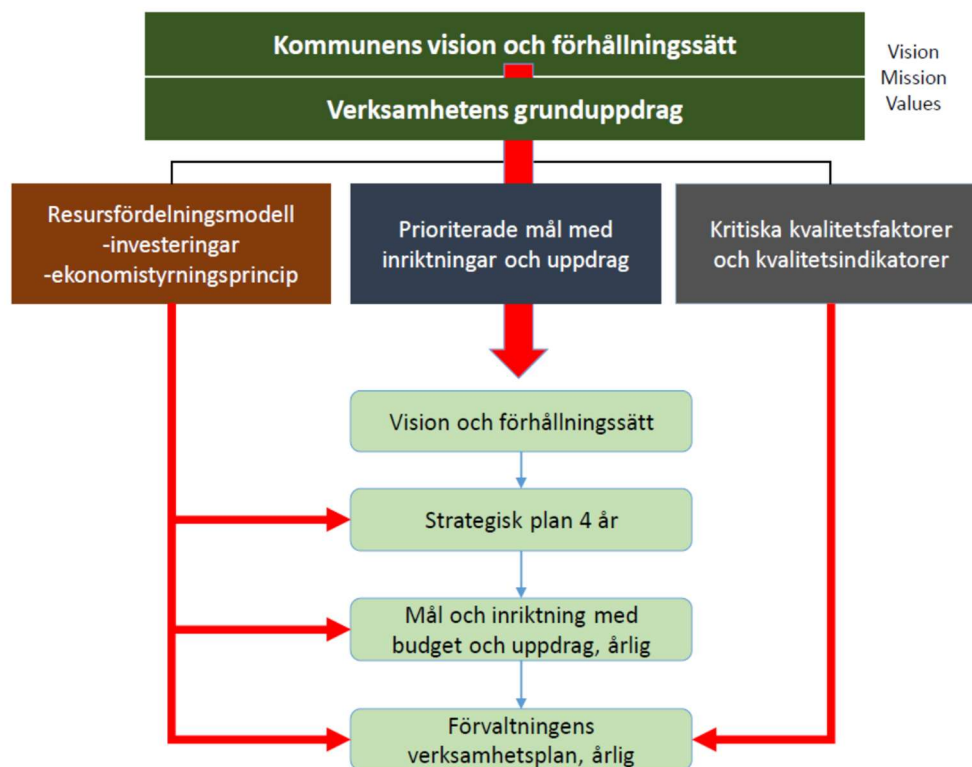 Kommunens vision och förhållningssätt
Verksamhetens grunduppdrag
Vision
Mission
Values
Resursfördelningsmodell
-investeringar
-ekonomistyrningsprincip
Prioriterade mål med
inriktningar och uppdrag
Kritiska kvalitetsfaktorer
och kvalitetsindikatorer
Vision och förhållningssätt
Strategisk plan 4 år
Mål och inriktning med
budget och uppdrag, årlig
Förvaltningens
verksamhetsplan, årlig